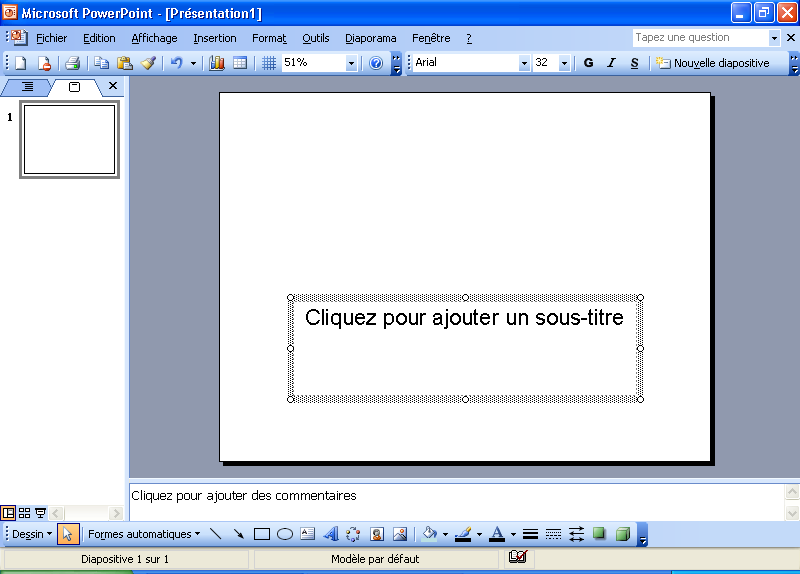 Microsoft PowerPoint - [Présentation1]
Fichier Edition Affichage Insertion Format Outils Diaporama Fenêtre ? Tapez une question
51% Arial 32 G I S Nouvelle diapositive
1
Cliquez pour ajouter un sous-titre
Cliquez pour ajouter des commentaires
Dessin Formes automatiques A
Diapositive 1 sur 1 Modèle par défaut